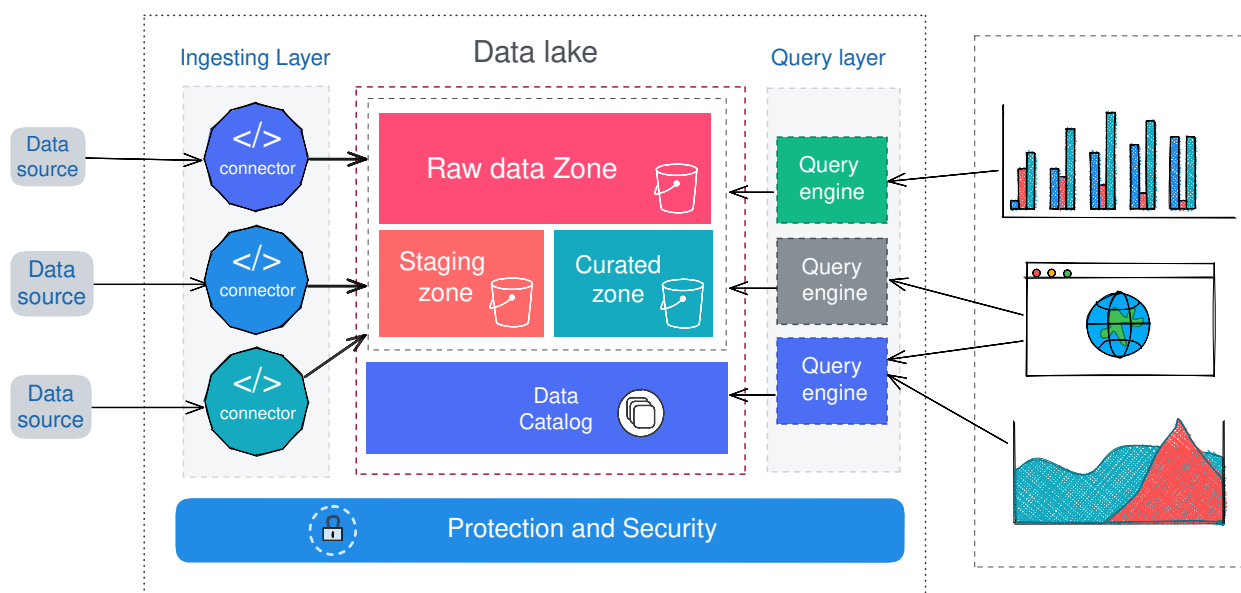 Data lake
Ingesting Layer
Query layer
Data
source
</>
connector
Raw data Zone
Query
engine
Data
source
</>
connector
Staging
zone
Curated
zone
Query
engine
Data
source
</>
connector
Data
Catalog
Query
engine
Protection and Security